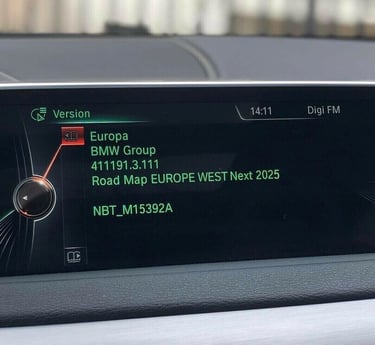 Version
14:11
Digi FM
Europa
BMW Group
411191.3.111
Road Map EUROPE WEST Next 2025
NBT_M15392A